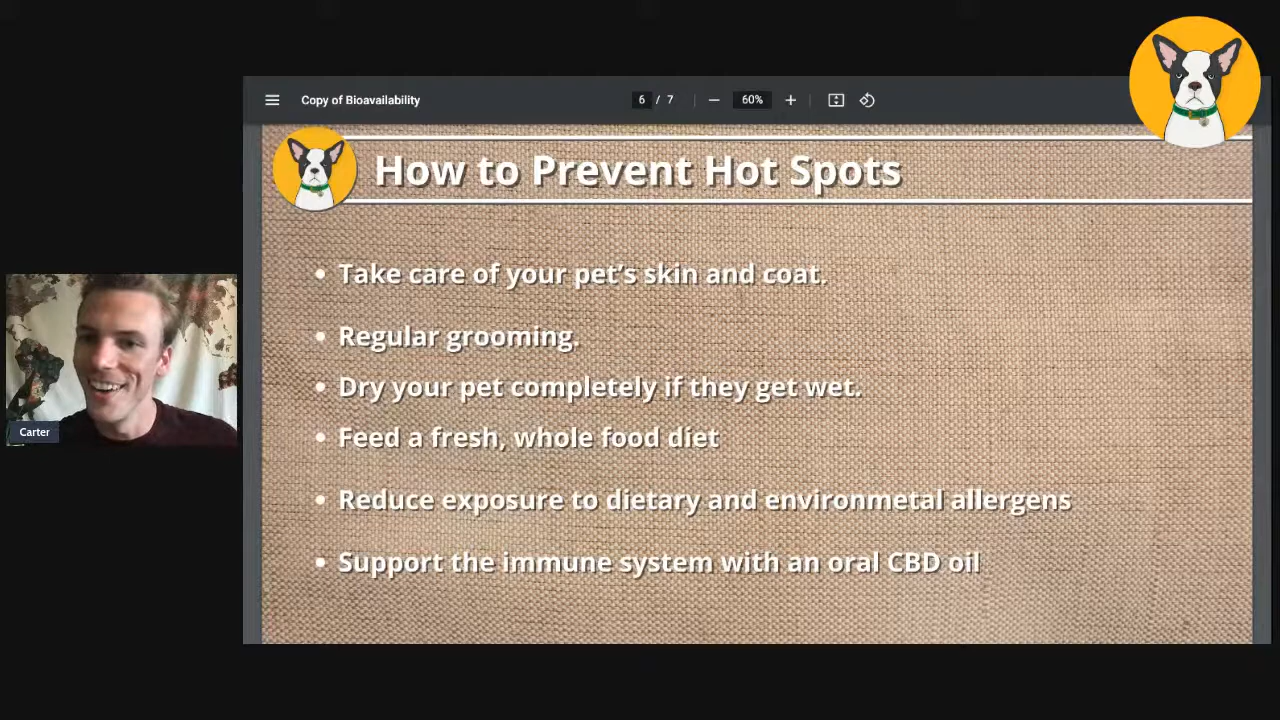 Copy of Bioavailability
6 / 7
60%
How to Prevent Hot Spots
• Take care of your pet's skin and coat.
• Regular grooming.
• Dry your pet completely if they get wet.
• Feed a fresh, whole food diet
• Reduce exposure to dietary and environmetal allergens
• Support the immune system with an oral CBD oil
Carter